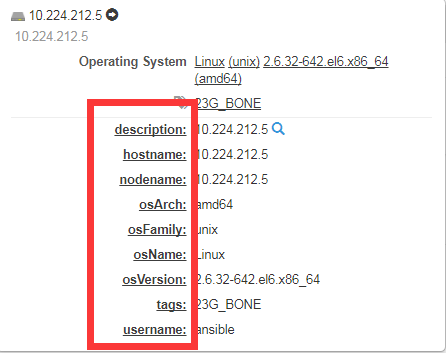 10.224.212.5
10.224.212.5
Operating System Linux (unix) 2.6.32-642.el6.x86_64
(amd64)
23G_BONE
description: 10.224.212.5
hostname: 10.224.212.5
nodename: 10.224.212.5
osArch: amd64
osFamily: unix
osName: Linux
osVersion: 2.6.32-642.el6.x86_64
tags: 23G_BONE
username: ansible